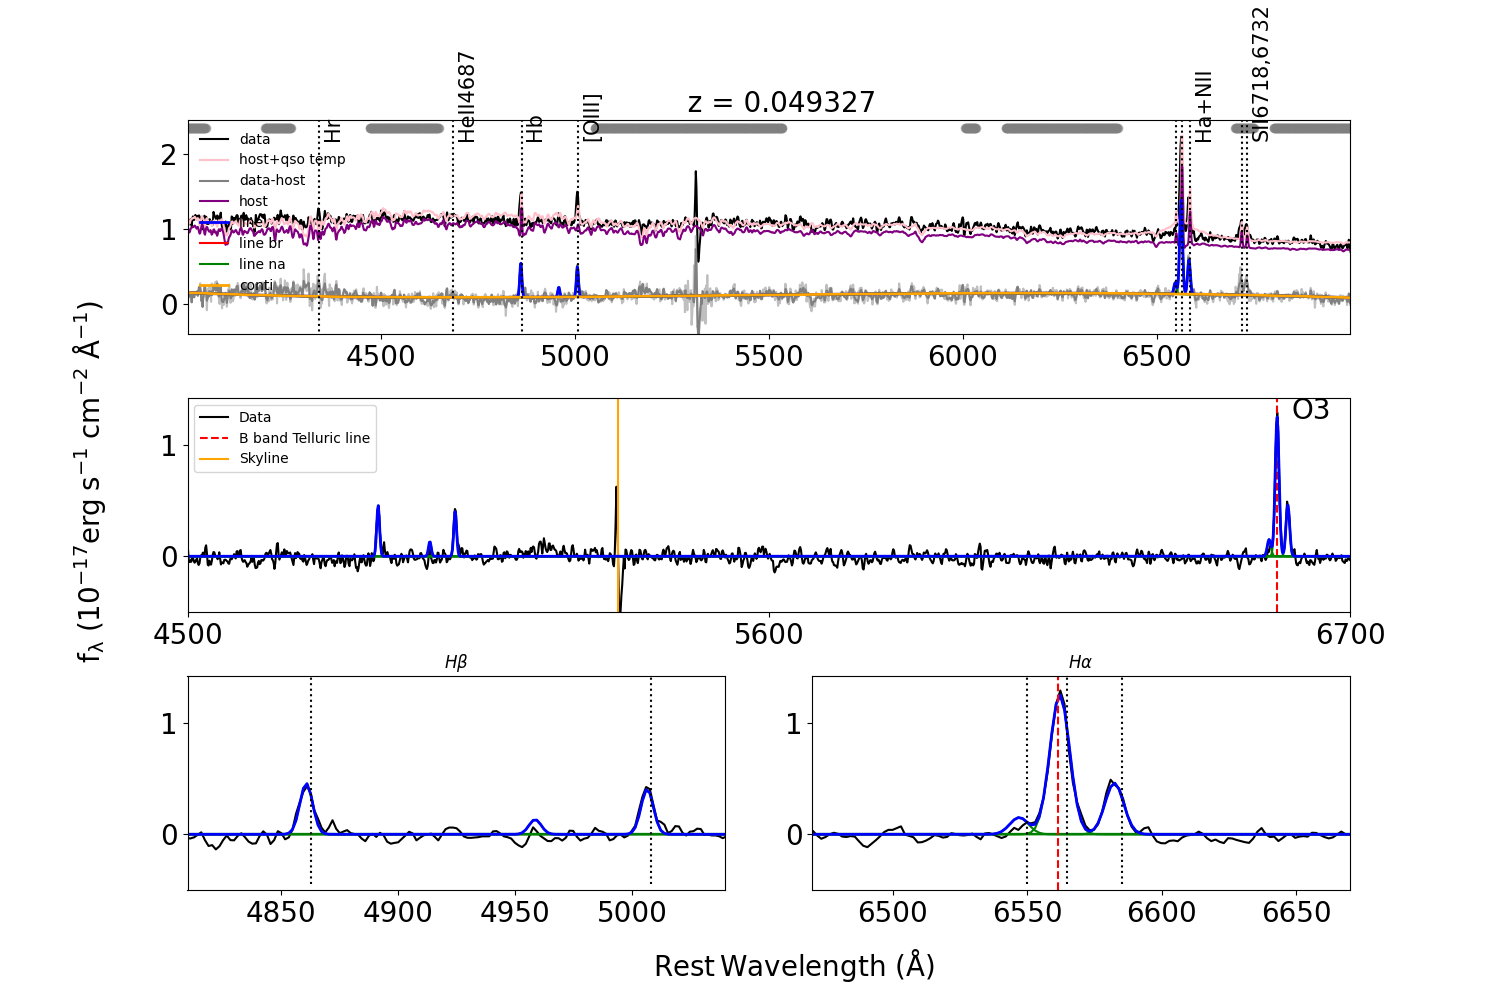 z = 0.049327
Hr
HeII4687
Hb
[OIII]
Ha+NII
SII6718,6732
data
host+qso temp
data-host
host
line br
line na
conti
2
1
0
4500 5000 5500 6000 6500
Data
B band Telluric line
Skyline
O3
1
0
4500 5600 6700
fλ (10−17erg s−1 cm−2 Å−1)
Hβ
1
0
4850 4900 4950 5000
Hα
1
0
6500 6550 6600 6650
Rest Wavelength (Å)